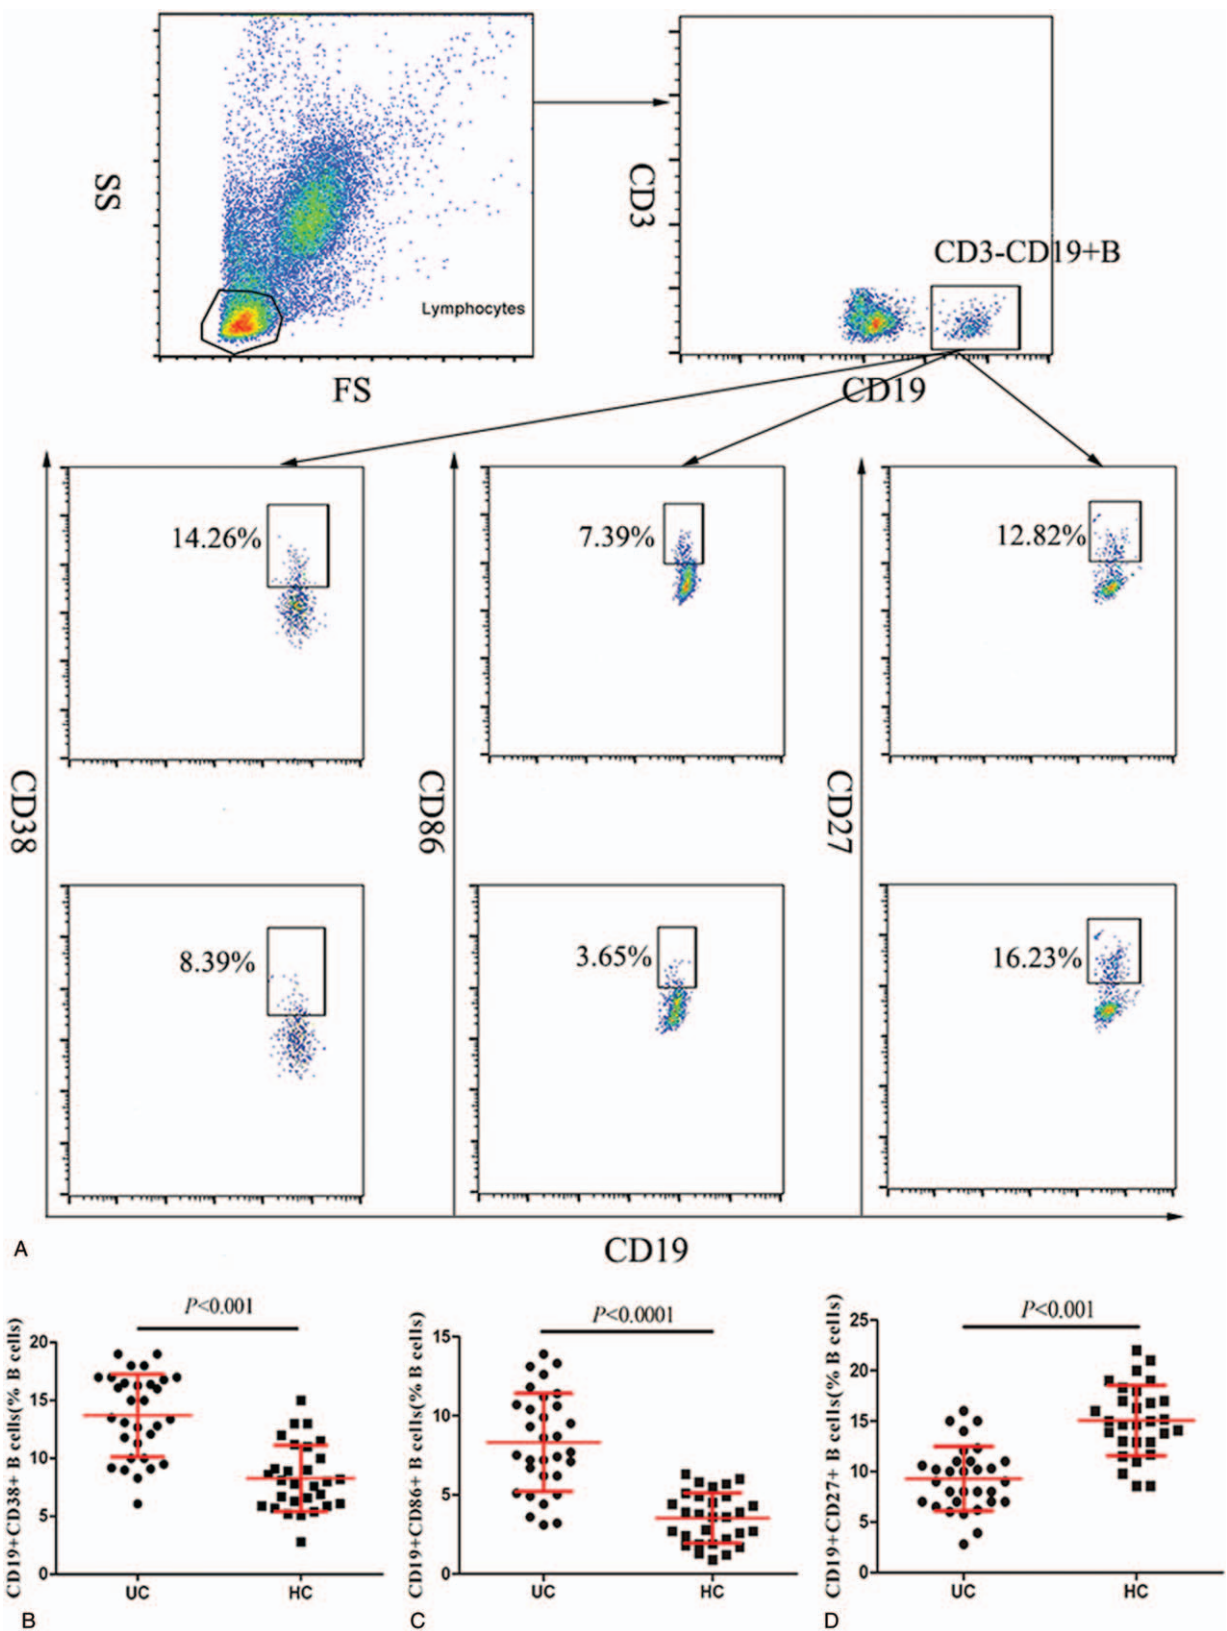 SS
Lymphocytes
FS
CD3
CD3-CD19+B
CD19
14.26%
7.39%
12.82%
CD38
CD86
CD27
8.39%
3.65%
16.23%
CD19
A
CD19+CD38+ B cells(% B cells)
P<0.001
20
15
10
5
0
UC
HC
B
CD19+CD86+ B cells(% B cells)
P<0.0001
15
10
5
0
UC
HC
C
CD19+CD27+ B cells(% B cells)
P<0.001
25
20
15
10
5
0
UC
HC
D